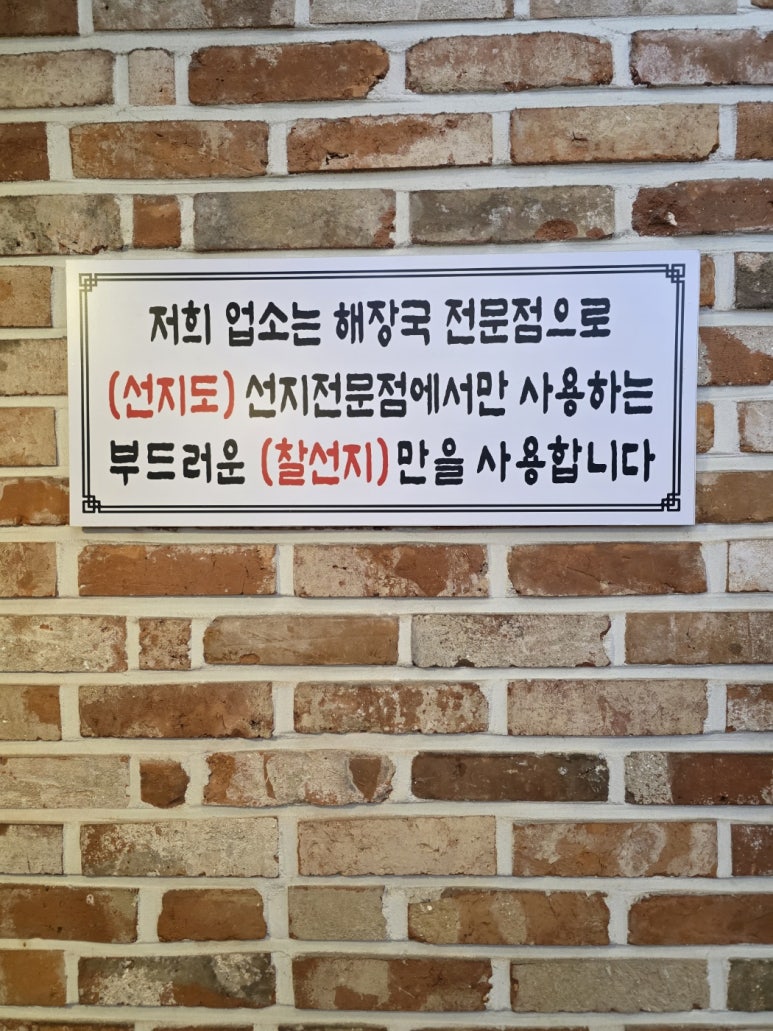 저희 업소는 해장국 전문점으로
(선지도) 선지전문점에서만 사용하는
부드러운 (찰선지)만을 사용합니다